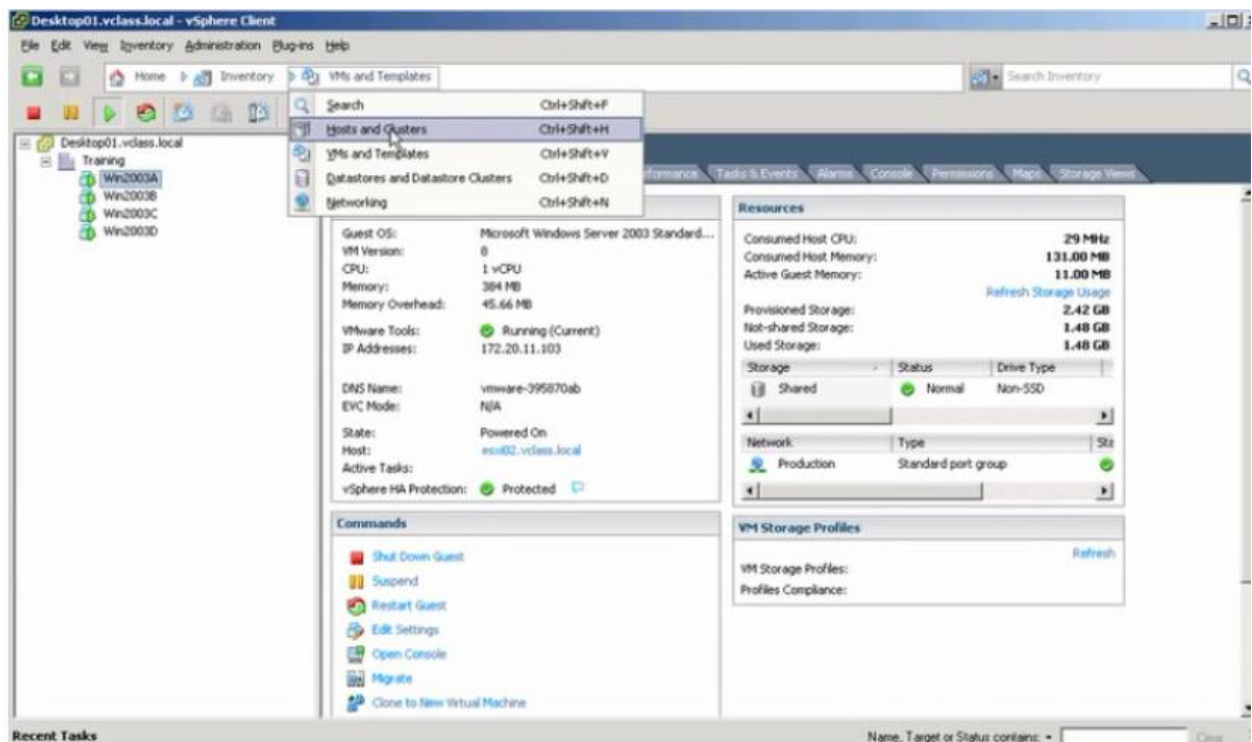 Desktop01.vclass.local - vSphere Client
File Edit View Inventory Administration Plug-ins Help
Home Inventory VMs and Templates
Search Inventory
Search Ctrl+Shift+F
Hosts and Clusters Ctrl+Shift+H
VMs and Templates Ctrl+Shift+V
Datastores and Datastore Clusters Ctrl+Shift+D
Networking Ctrl+Shift+N
Desktop01.vclass.local
Training
Win2003A
Win2003B
Win2003C
Win2003D
Tasks & Events Alarms Console Permissions Maps Storage Views
Guest OS: Microsoft Windows Server 2003 Standard...
VM Version: 8
CPU: 1 vCPU
Memory: 384 MB
Memory Overhead: 45.66 MB
VMware Tools: Running (Current)
IP Addresses: 172.20.11.103
DNS Name: vmware-395870ab
EVC Mode: N/A
State: Powered On
Host: esxi02.vclass.local
Active Tasks:
vSphere HA Protection: Protected
Commands
Shut Down Guest
Suspend
Restart Guest
Edit Settings
Open Console
Migrate
Clone to New Virtual Machine
Resources
Consumed Host CPU: 29 MHz
Consumed Host Memory: 131.00 MB
Active Guest Memory: 11.00 MB
Refresh Storage Usage
Provisioned Storage: 2.42 GB
Not-shared Storage: 1.48 GB
Used Storage: 1.48 GB
Storage Status Drive Type
Shared Normal Non-SSD
Network Type
Production Standard port group
VM Storage Profiles
Refresh
VM Storage Profiles:
Profiles Compliance:
Recent Tasks
Name, Target or Status contains:
Clear